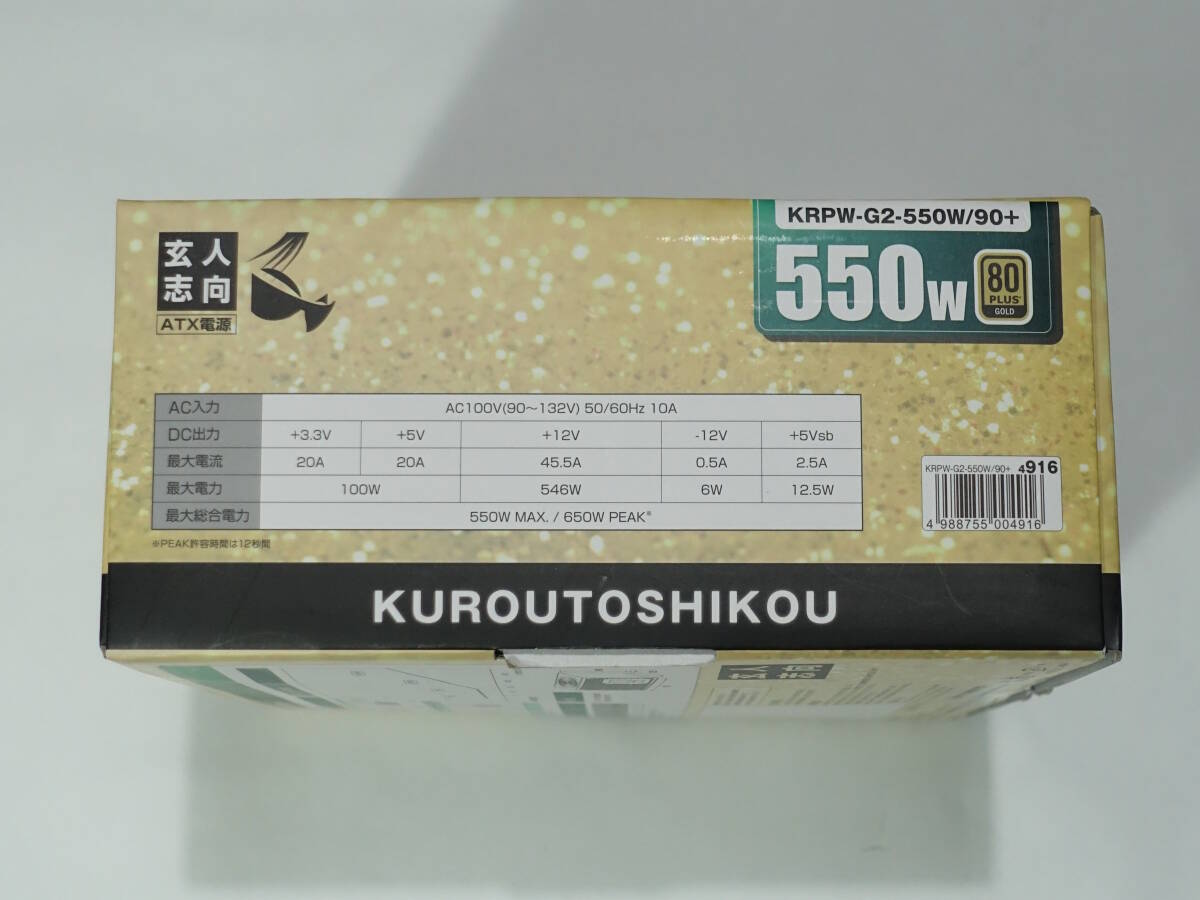 玄人
志向
ATX電源
KRPW-G2-550W/90+
550W
80
PLUS
GOLD
AC入力 AC100V(90〜132V) 50/60Hz 10A
DC出力 +3.3V +5V +12V -12V +5Vsb
最大電流 20A 20A 45.5A 0.5A 2.5A
最大電力 100W 546W 6W 12.5W
最大総合電力 550W MAX. / 650W PEAK※
※PEAK許容時間は12秒間
KRPW-G2-550W/90+ 4916
4 988755 004916
KUROUTOSHIKOU
玄人
志向